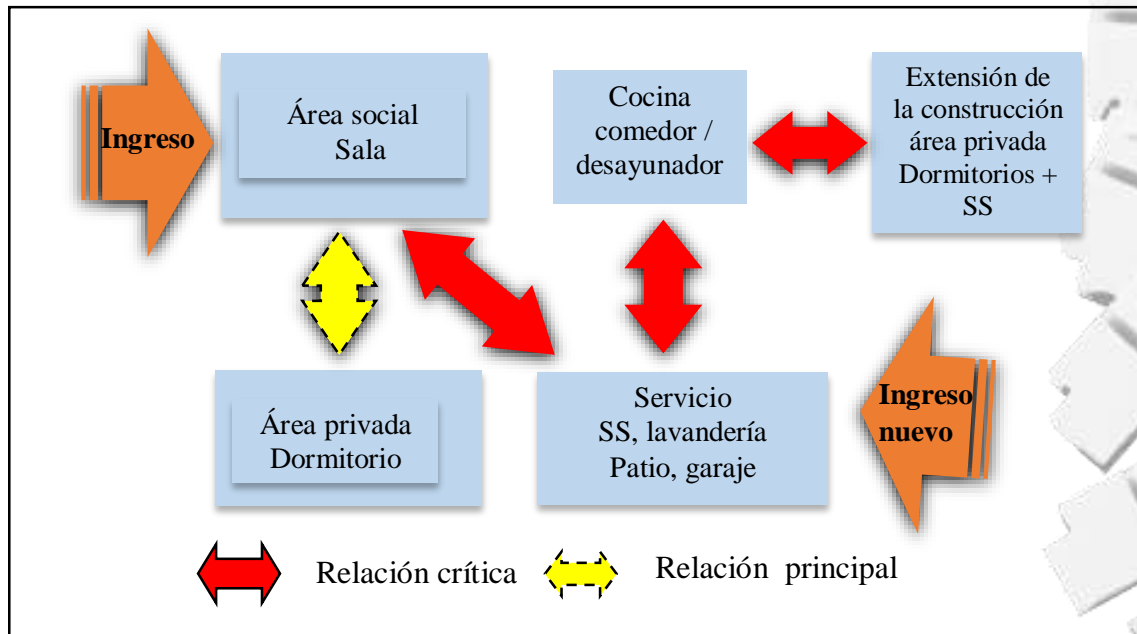 Ingreso
Área social
Sala
Cocina
comedor /
desayunador
Extensión de
la construcción
área privada
Dormitorios +
SS
Área privada
Dormitorio
Servicio
SS, lavandería
Patio, garaje
Ingreso
nuevo
Relación crítica
Relación principal